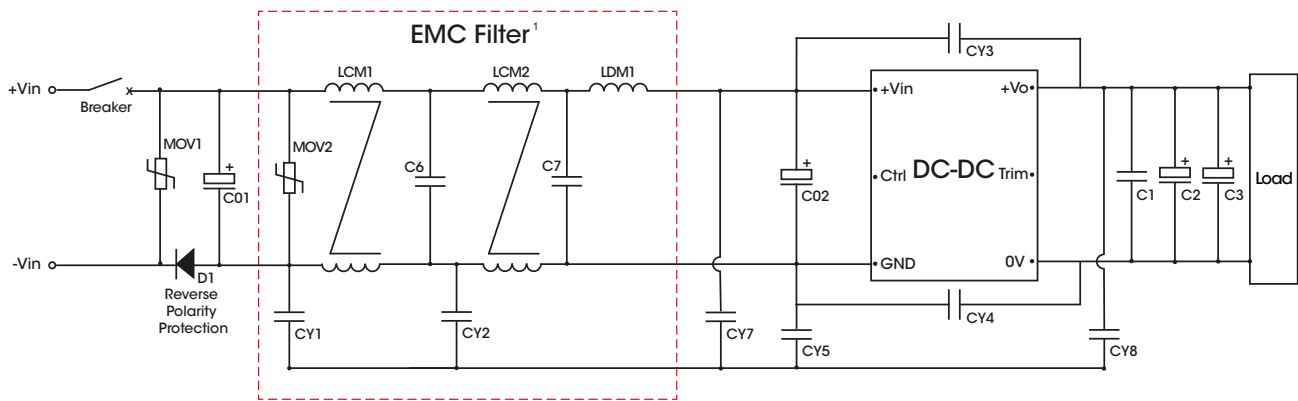 EMC Filter¹
CY3
LCM1
LCM2
LDM1
+Vin
Breaker
x
+Vin
+Vo
MOV1
+
C01
MOV2
C6
C7
+
C02
Ctrl
DC-DC
Trim
C1
+
C2
+
C3
Load
-Vin
D1
Reverse
Polarity
Protection
GND
0V
CY1
CY2
CY7
CY5
CY4
CY8